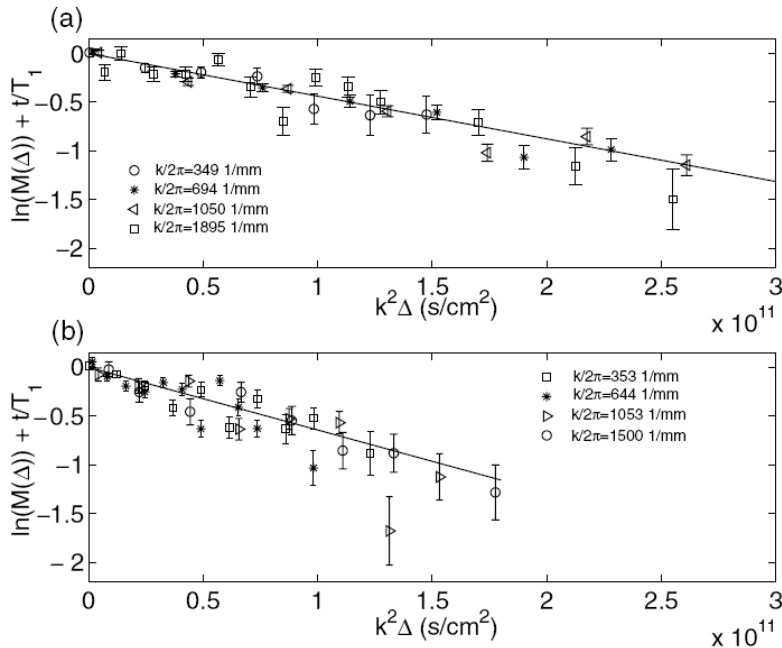 (a)
0
−0.5
−1
−1.5
−2
ln(M(Δ)) + t/T₁
k/2π=349 1/mm
k/2π=694 1/mm
k/2π=1050 1/mm
k/2π=1895 1/mm
0 0.5 1 1.5 2 2.5 3
k²Δ (s/cm²)
x 10¹¹
(b)
0
−0.5
−1
−1.5
−2
ln(M(Δ)) + t/T₁
k/2π=353 1/mm
k/2π=644 1/mm
k/2π=1053 1/mm
k/2π=1500 1/mm
0 0.5 1 1.5 2 2.5 3
k²Δ (s/cm²)
x 10¹¹